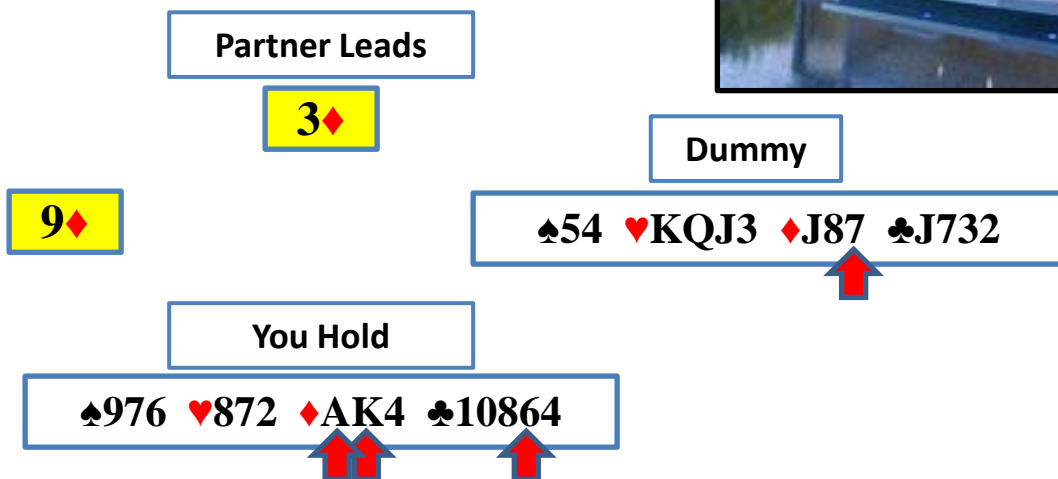 Partner Leads
3♦
Dummy
9♦
♠54 ♥KQJ3 ♦J87 ♣J732
You Hold
♠976 ♥872 ♦AK4 ♣10864